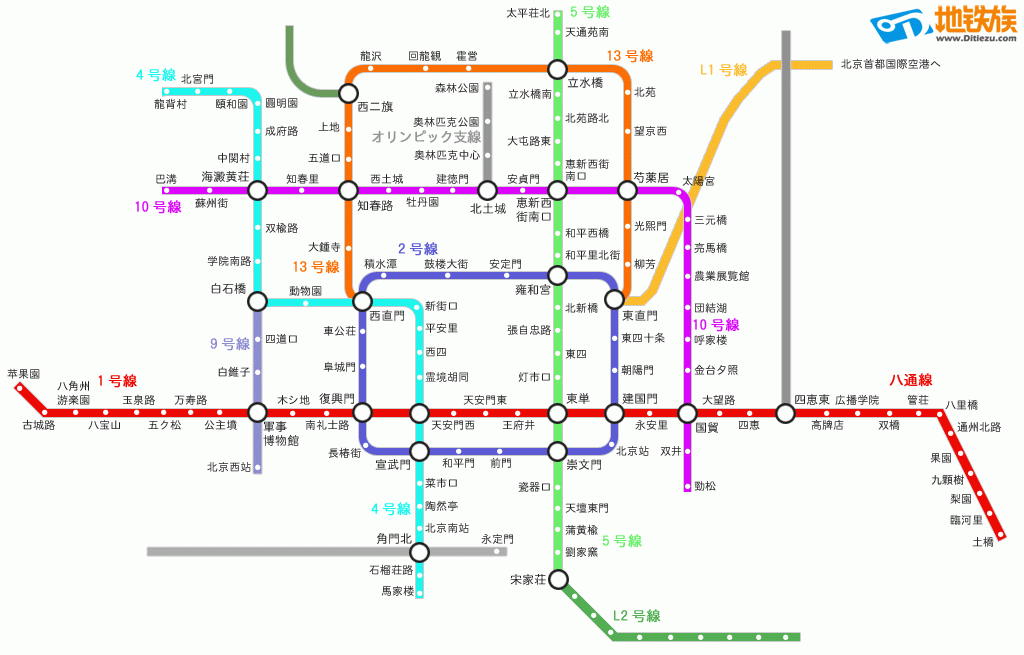 太平荘北
5号線
地铁族
www.Ditiezu.com
天通苑南
龍沢
回龍観
霍営
13号線
L1号線
北京首都国際空港へ
4号線
北宮門
立水橋
龍背村
頤和園
圓明園
西二旗
森林公園
立水橋南
北苑
成府路
上地
奥林匹克公園
北苑路北
望京西
オリンピック支線
大屯路東
中関村
五道口
奥林匹克中心
恵新西街
南口
巴溝
海澱黄荘
知春里
西土城
建徳門
安貞門
芍薬居
太陽宮
10号線
蘇州街
知春路
牡丹園
北土城
恵新西
街南口
三元橋
双楡路
和平西橋
光熙門
大鍾寺
2号線
亮馬橋
学院南路
13号線
積水潭
鼓楼大街
安定門
和平里北街
柳芳
農業展覧館
白石橋
動物園
雍和宮
西直門
新街口
北新橋
東直門
団結湖
9号線
四道口
車公荘
平安里
張自忠路
東四十条
10号線
呼家楼
西四
東四
白錐子
阜城門
霊境胡同
灯市口
朝陽門
金台夕照
苹果園
八角州
游楽園
1号線
玉泉路
万寿路
木シ地
復興門
天安門東
東単
建国門
大望路
四恵東
広播学院
八通線
管荘
八里橋
古城路
八宝山
五ク松
公主墳
軍事
博物館
南礼士路
天安門西
王府井
永安里
国貿
四恵
高牌店
双橋
通州北路
長椿街
北京西站
宣武門
和平門
前門
崇文門
北京站
双井
果園
九顆樹
菜市口
瓷器口
勁松
梨園
4号線
陶然亭
天壇東門
臨河里
北京南站
蒲黄楡
土橋
角門北
永定門
劉家窯
5号線
石榴荘路
宋家荘
馬家楼
L2号線